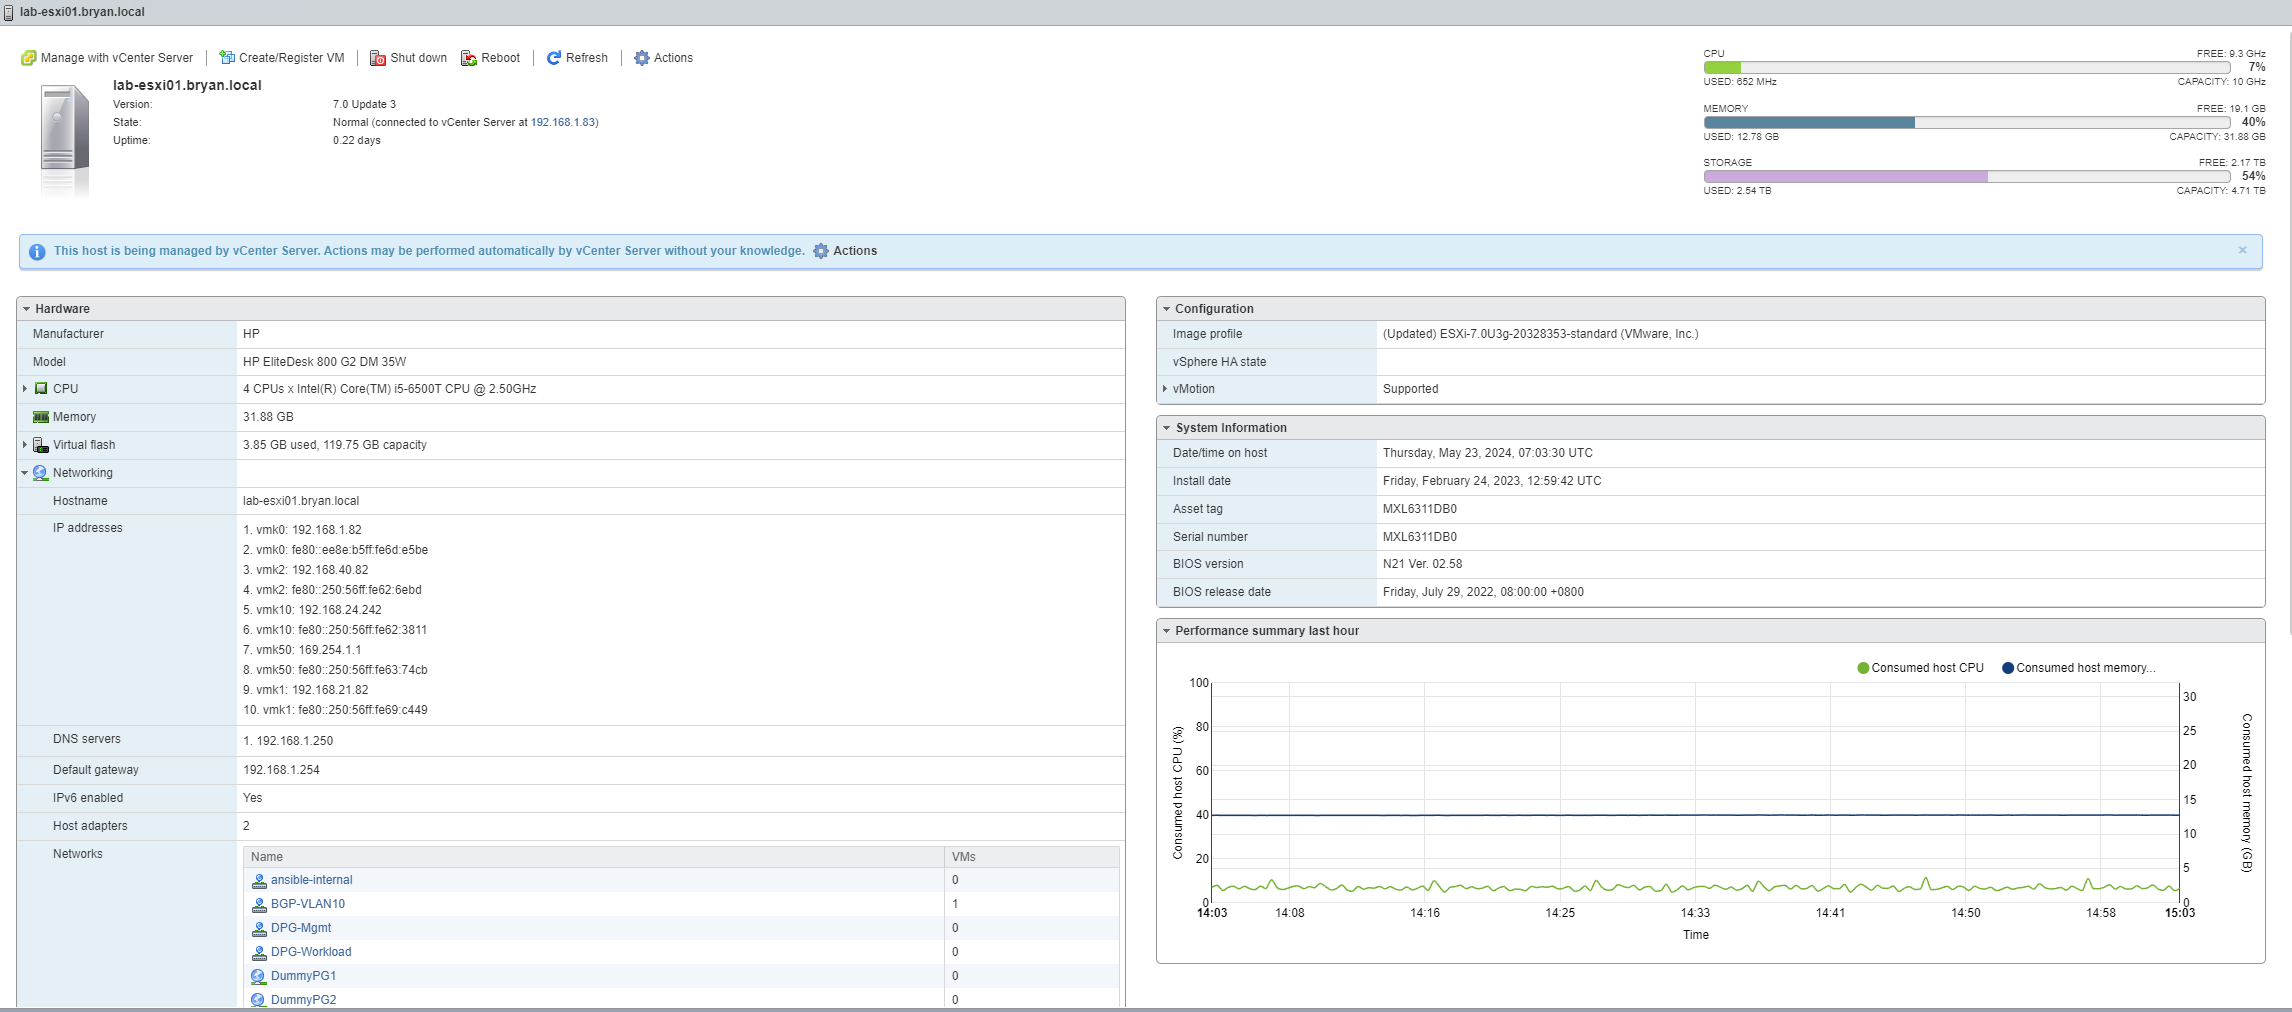 lab-esxi01.bryan.local
Manage with vCenter Server
Create/Register VM
Shut down
Reboot
Refresh
Actions
lab-esxi01.bryan.local
Version: 7.0 Update 3
State: Normal (connected to vCenter Server at 192.168.1.83)
Uptime: 0.22 days
CPU FREE: 9.3 GHz
7%
USED: 652 MHz CAPACITY: 10 GHz
MEMORY FREE: 19.1 GB
40%
USED: 12.78 GB CAPACITY: 31.88 GB
STORAGE FREE: 2.17 TB
54%
USED: 2.54 TB CAPACITY: 4.71 TB
This host is being managed by vCenter Server. Actions may be performed automatically by vCenter Server without your knowledge. Actions
Hardware
Manufacturer HP
Model HP EliteDesk 800 G2 DM 35W
CPU 4 CPUs x Intel(R) Core(TM) i5-6500T CPU @ 2.50GHz
Memory 31.88 GB
Virtual flash 3.85 GB used, 119.75 GB capacity
Networking
Hostname lab-esxi01.bryan.local
IP addresses 1. vmk0: 192.168.1.82
2. vmk0: fe80::ee8e:b5ff:fe6d:e5be
3. vmk2: 192.168.40.82
4. vmk2: fe80::250:56ff:fe62:6ebd
5. vmk10: 192.168.24.242
6. vmk10: fe80::250:56ff:fe62:3811
7. vmk50: 169.254.1.1
8. vmk50: fe80::250:56ff:fe63:74cb
9. vmk1: 192.168.21.82
10. vmk1: fe80::250:56ff:fe69:c449
DNS servers 1. 192.168.1.250
Default gateway 192.168.1.254
IPv6 enabled Yes
Host adapters 2
Networks
Name VMs
ansible-internal 0
BGP-VLAN10 1
DPG-Mgmt 0
DPG-Workload 0
DummyPG1 0
DummyPG2 0
Configuration
Image profile (Updated) ESXi-7.0U3g-20328353-standard (VMware, Inc.)
vSphere HA state
vMotion Supported
System Information
Date/time on host Thursday, May 23, 2024, 07:03:30 UTC
Install date Friday, February 24, 2023, 12:59:42 UTC
Asset tag MXL6311DB0
Serial number MXL6311DB0
BIOS version N21 Ver. 02.58
BIOS release date Friday, July 29, 2022, 08:00:00 +0800
Performance summary last hour
Consumed host CPU Consumed host memory...
Consumed host CPU (%)
100
80
60
40
20
0
30
25
20
15
10
5
0
Consumed host memory (GB)
14:03 14:08 14:16 14:25 14:33 14:41 14:50 14:58 15:03
Time